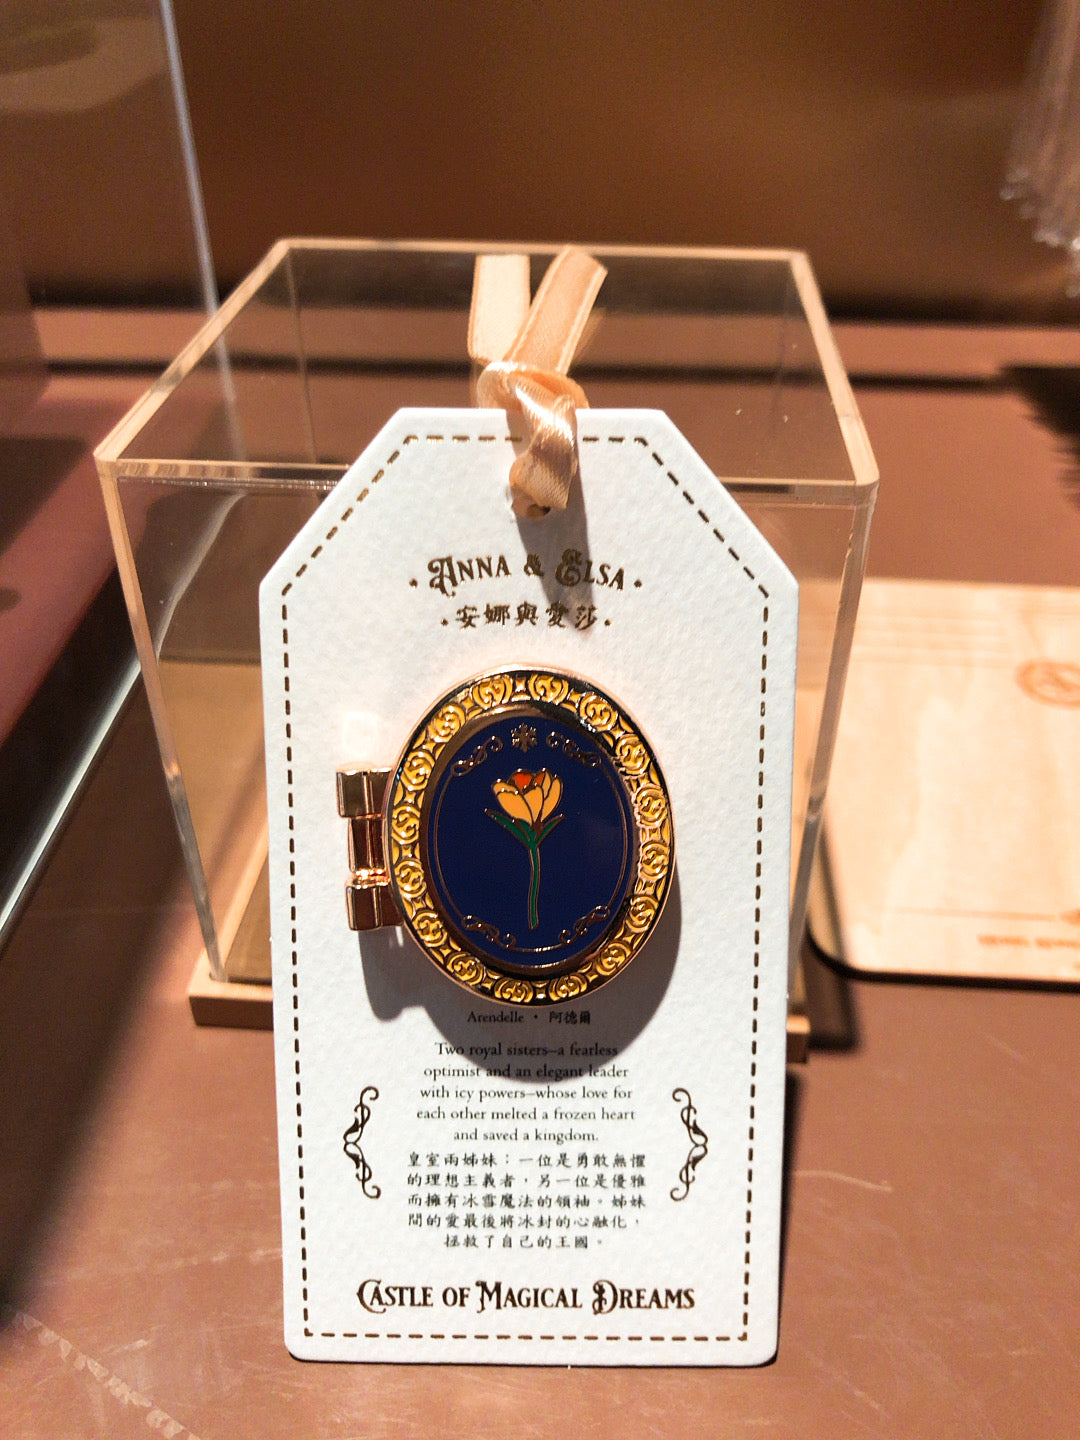 · Anna & Elsa ·
· 安娜與愛莎 ·
Arendelle · 阿德爾
Two royal sisters—a fearless
optimist and an elegant leader
with icy powers—whose love for
each other melted a frozen heart
and saved a kingdom.
皇室兩姊妹：一位是勇敢無懼
的理想主義者，另一位是優雅
而擁有冰雪魔法的領袖。姊妹
間的愛最後將冰封的心融化，
拯救了自己的王國。
Castle of Magical Dreams